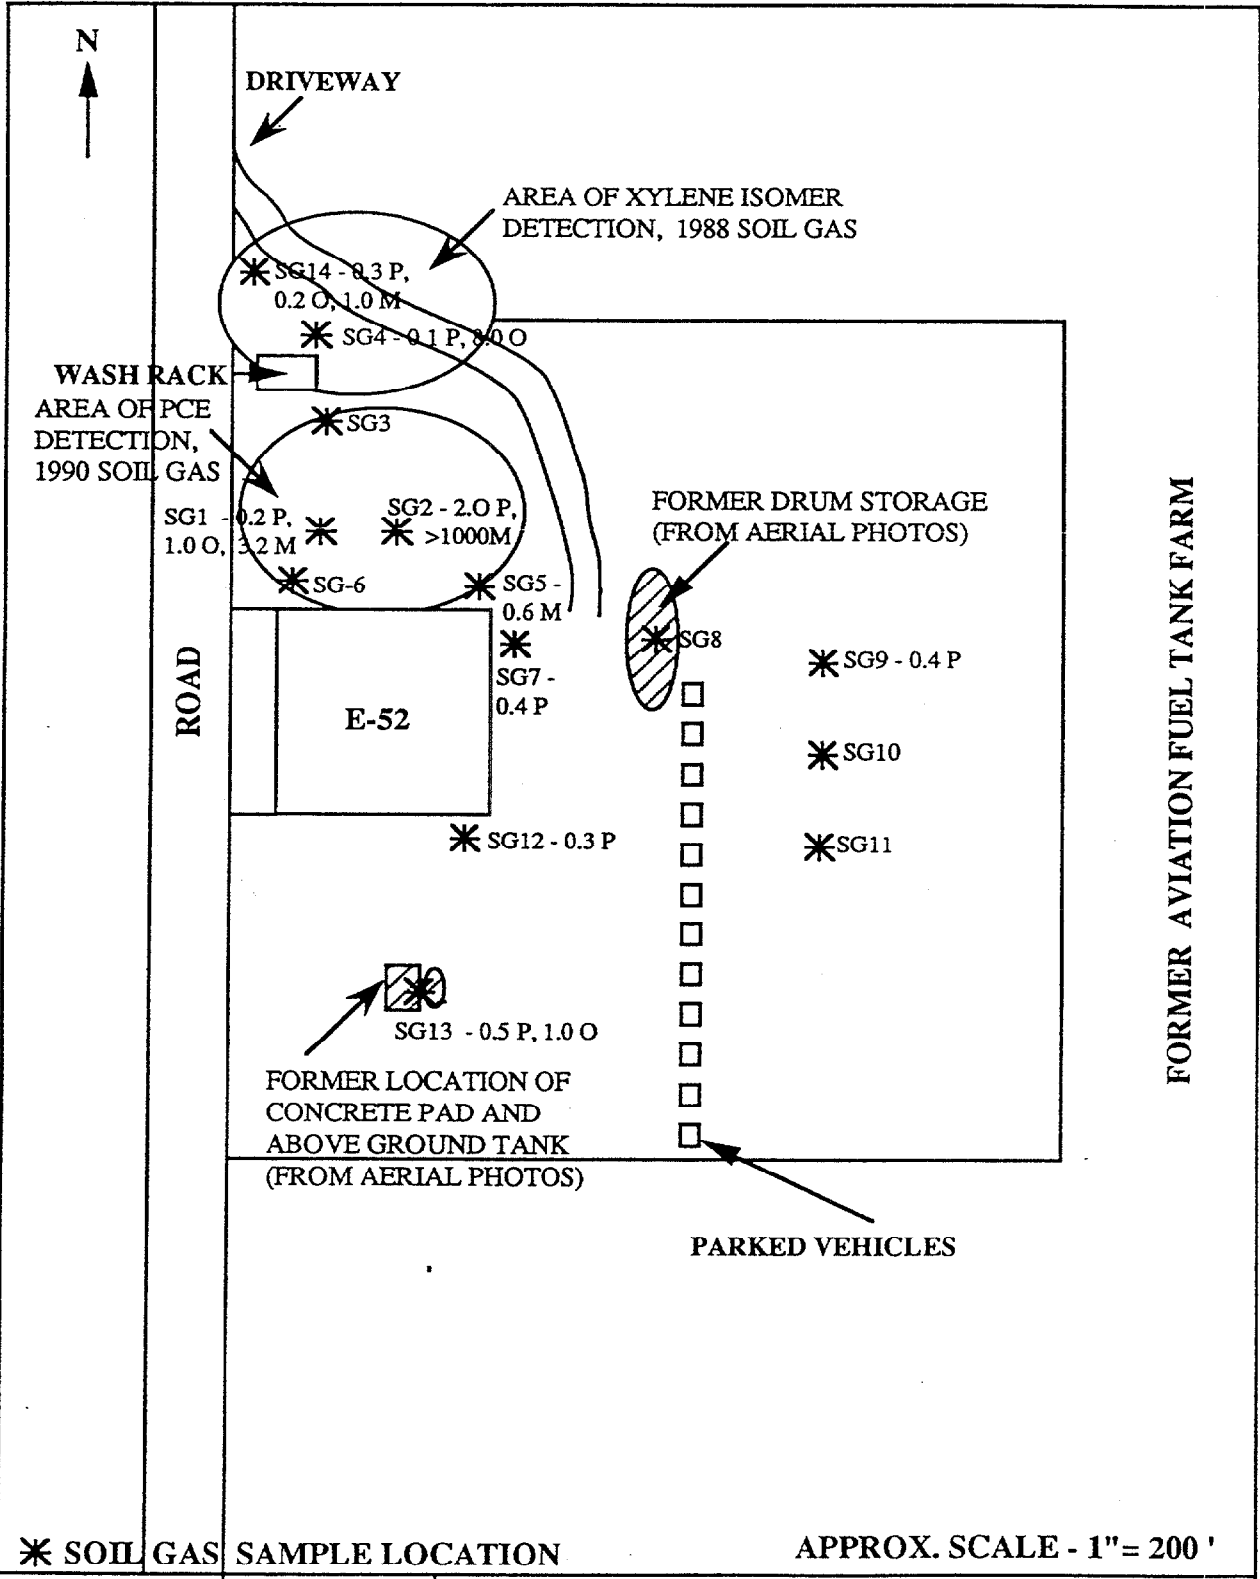 N
DRIVEWAY
AREA OF XYLENE ISOMER
DETECTION, 1988 SOIL GAS
SG14 - 0.3 P,
0.2 O, 1.0 M
SG4 - 0.1 P, 8.0 O
WASH RACK
AREA OF PCE
DETECTION,
1990 SOIL GAS
SG3
SG1 - 0.2 P,
1.0 O, 3.2 M
SG2 - 2.O P,
>1000M
SG-6
SG5 -
0.6 M
SG7 -
0.4 P
FORMER DRUM STORAGE
(FROM AERIAL PHOTOS)
SG8
SG9 - 0.4 P
SG10
SG11
E-52
ROAD
SG12 - 0.3 P
SG13 - 0.5 P, 1.0 O
FORMER LOCATION OF
CONCRETE PAD AND
ABOVE GROUND TANK
(FROM AERIAL PHOTOS)
PARKED VEHICLES
FORMER AVIATION FUEL TANK FARM
SOIL GAS SAMPLE LOCATION
APPROX. SCALE - 1"= 200 '